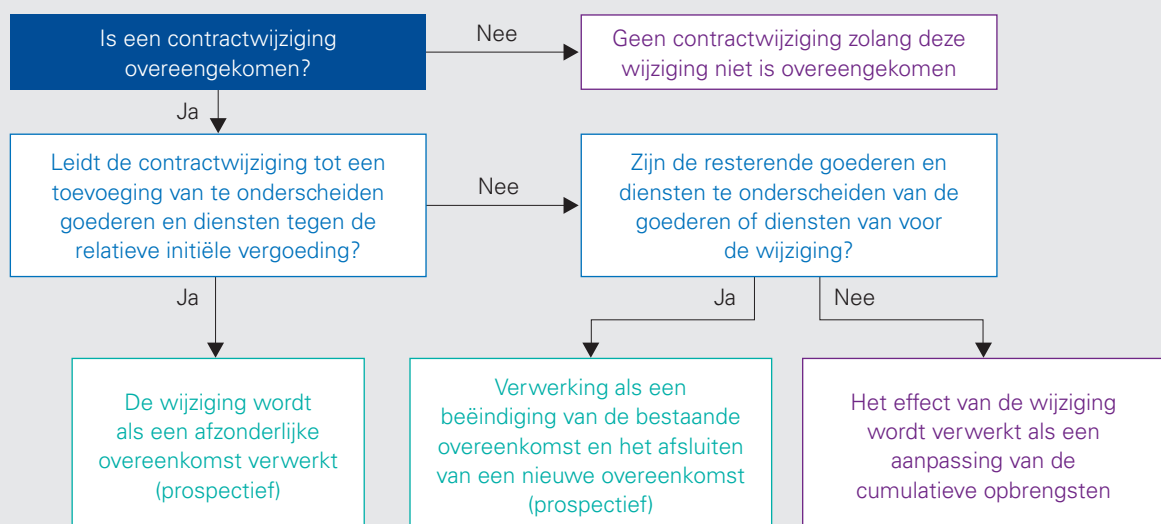 Is een contractwijziging
overeengekomen?
Nee
Geen contractwijziging zolang deze
wijziging niet is overeengekomen
Ja
Leidt de contractwijziging tot een
toevoeging van te onderscheiden
goederen en diensten tegen de
relatieve initiële vergoeding?
Nee
Zijn de resterende goederen en
diensten te onderscheiden van de
goederen of diensten van voor
de wijziging?
Ja
Ja
Nee
De wijziging wordt
als een afzonderlijke
overeenkomst verwerkt
(prospectief)
Verwerking als een
beëindiging van de bestaande
overeenkomst en het afsluiten
van een nieuwe overeenkomst
(prospectief)
Het effect van de wijziging
wordt verwerkt als een
aanpassing van de
cumulatieve opbrengsten